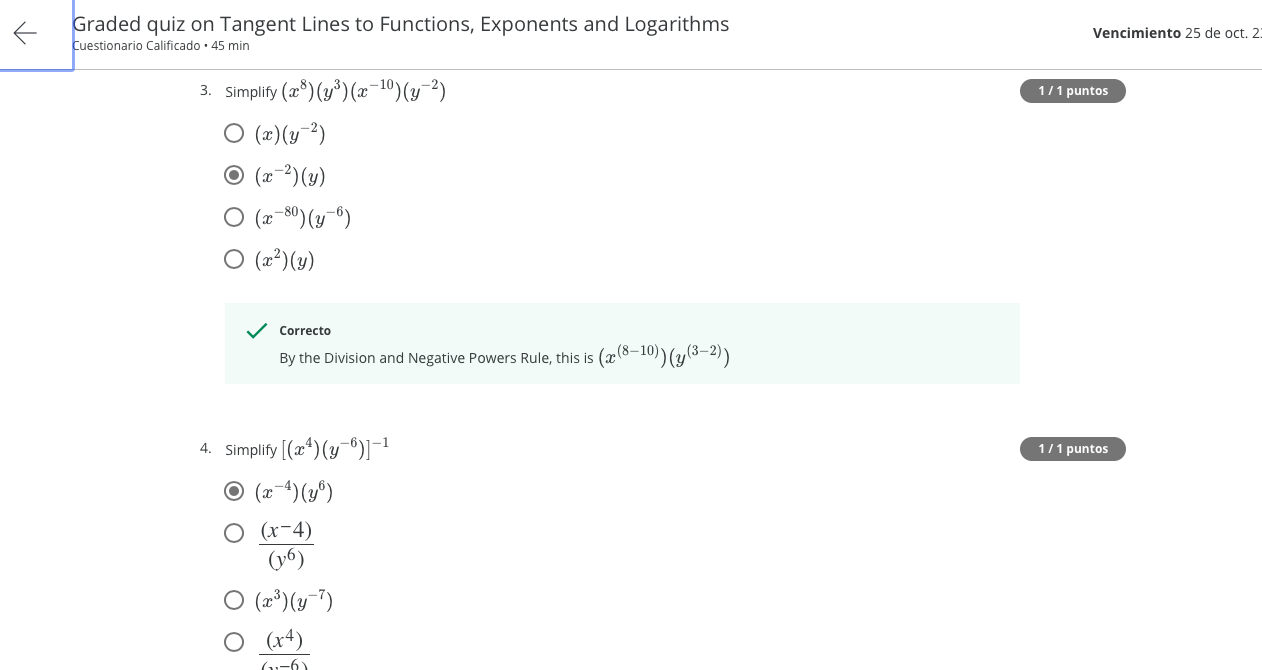 Graded quiz on Tangent Lines to Functions, Exponents and Logarithms
Cuestionario Calificado • 45 min
Vencimiento 25 de oct. 23
3. Simplify $(x^8)(y^3)(x^{-10})(y^{-2})$
1 / 1 puntos
$(x)(y^{-2})$
$(x^{-2})(y)$
$(x^{-80})(y^{-6})$
$(x^2)(y)$
Correcto
By the Division and Negative Powers Rule, this is $(x^{(8-10)})(y^{(3-2)})$
4. Simplify $[(x^4)(y^{-6})]^{-1}$
1 / 1 puntos
$(x^{-4})(y^6)$
$\frac{(x-4)}{(y^6)}$
$(x^3)(y^{-7})$
$\frac{(x^4)}{(y^{-6})}$